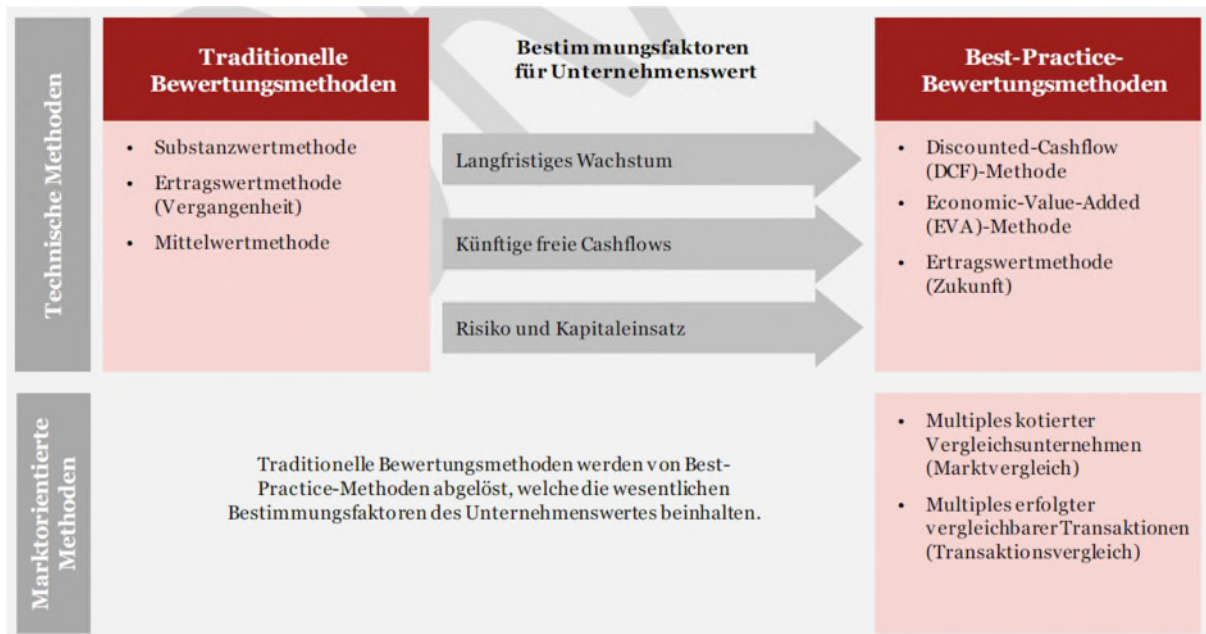 Technische Methoden
Traditionelle
Bewertungsmethoden
• Substanzwertmethode
• Ertragswertmethode
(Vergangenheit)
• Mittelwertmethode
Bestimmungsfaktoren
für Unternehmenswert
Langfristiges Wachstum
Künftige freie Cashflows
Risiko und Kapitaleinsatz
Best-Practice-
Bewertungsmethoden
• Discounted-Cashflow
(DCF)-Methode
• Economic-Value-Added
(EVA)-Methode
• Ertragswertmethode
(Zukunft)
Marktorientierte
Methoden
Traditionelle Bewertungsmethoden werden von Best-
Practice-Methoden abgelöst, welche die wesentlichen
Bestimmungsfaktoren des Unternehmenswertes beinhalten.
• Multiples kotierter
Vergleichsunternehmen
(Marktvergleich)
• Multiples erfolgter
vergleichbarer Transaktionen
(Transaktionsvergleich)